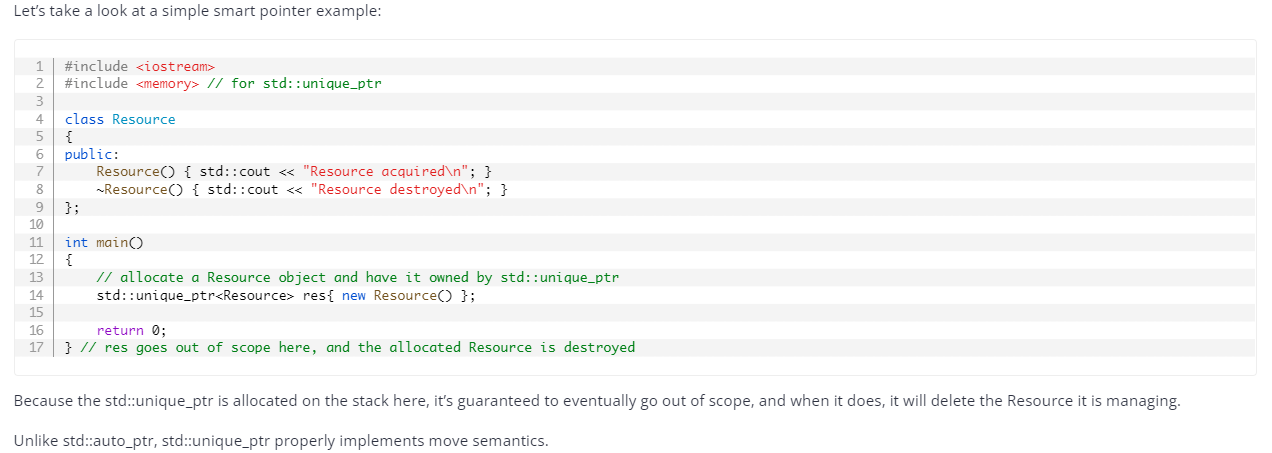 Let’s take a look at a simple smart pointer example:
1 #include <iostream>
2 #include <memory> // for std::unique_ptr
3
4 class Resource
5 {
6 public:
7     Resource() { std::cout << "Resource acquired\n"; }
8     ~Resource() { std::cout << "Resource destroyed\n"; }
9 };
10
11 int main()
12 {
13     // allocate a Resource object and have it owned by std::unique_ptr
14     std::unique_ptr<Resource> res{ new Resource() };
15
16     return 0;
17 } // res goes out of scope here, and the allocated Resource is destroyed
Because the std::unique_ptr is allocated on the stack here, it’s guaranteed to eventually go out of scope, and when it does, it will delete the Resource it is managing.
Unlike std::auto_ptr, std::unique_ptr properly implements move semantics.